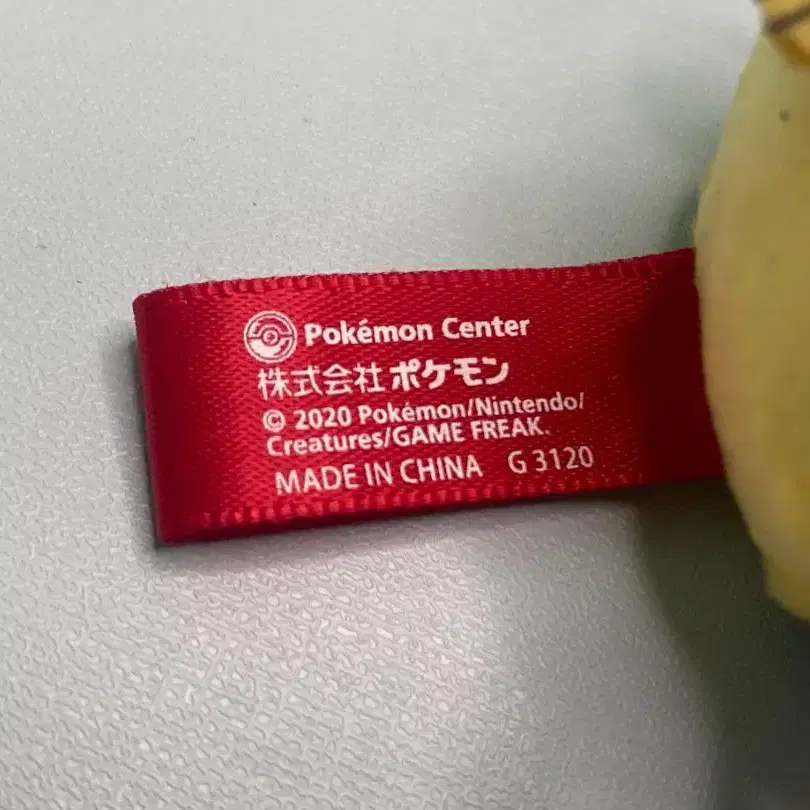 Pokémon Center
株式会社ポケモン
© 2020 Pokémon/Nintendo/
Creatures/GAME FREAK.
MADE IN CHINA G 3120